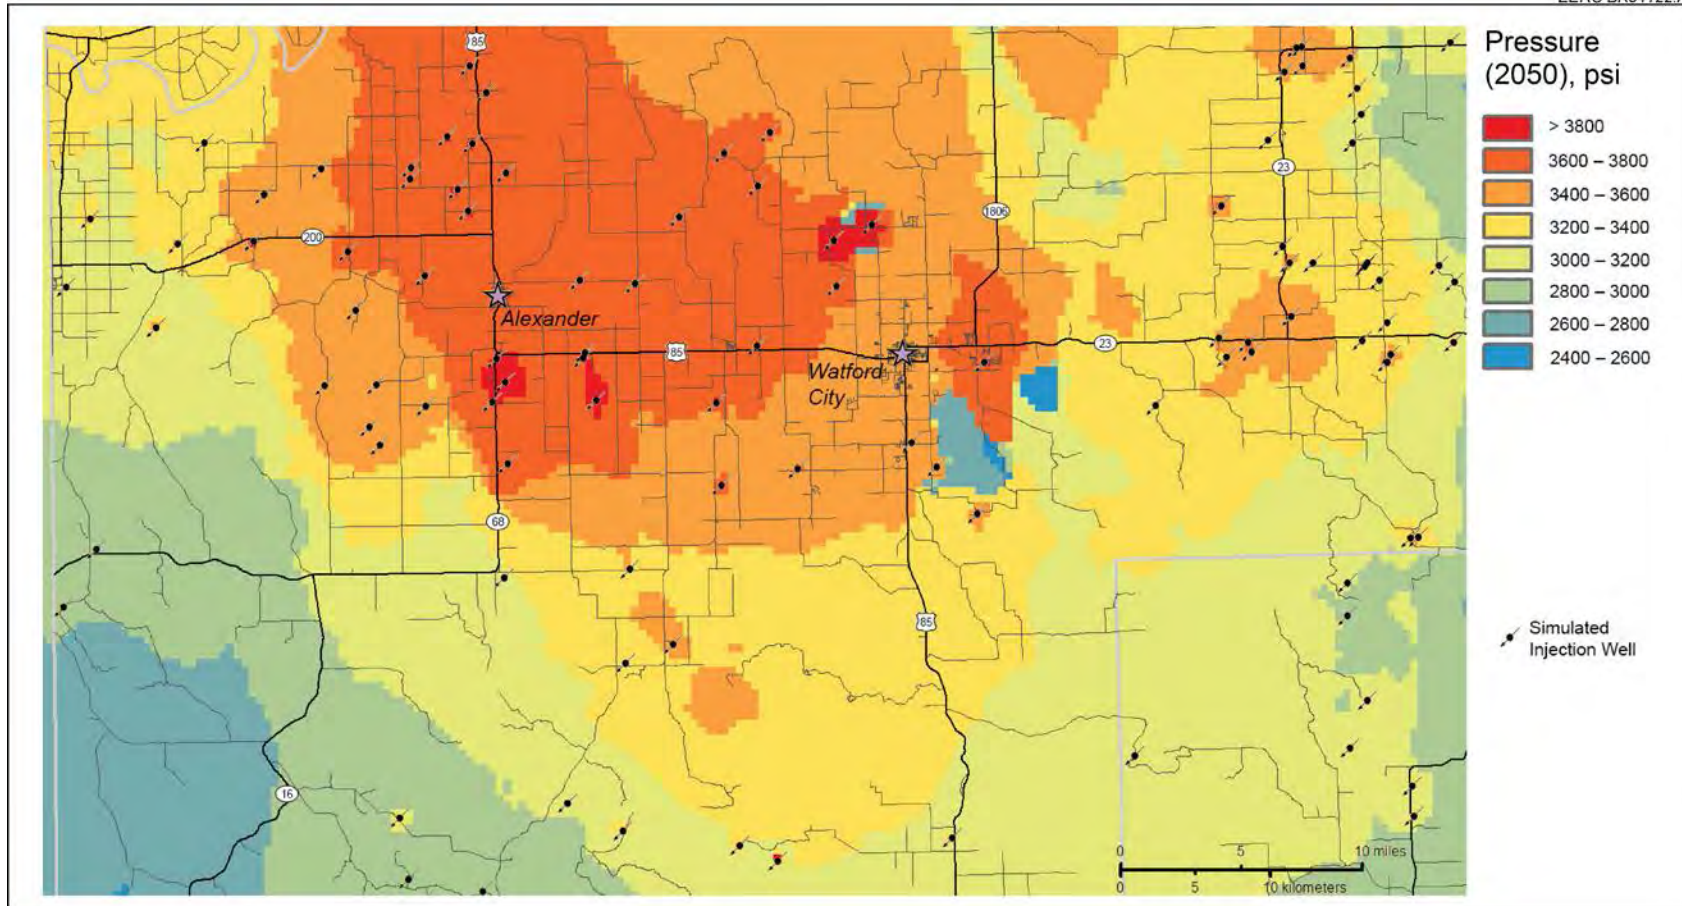 Pressure
(2050), psi
> 3800
3600 – 3800
3400 – 3600
3200 – 3400
3000 – 3200
2800 – 3000
2600 – 2800
2400 – 2600
Simulated
Injection Well
85
23
1806
200
Alexander
85
23
Watford
City
68
85
16
0 5 10 miles
0 5 10 kilometers